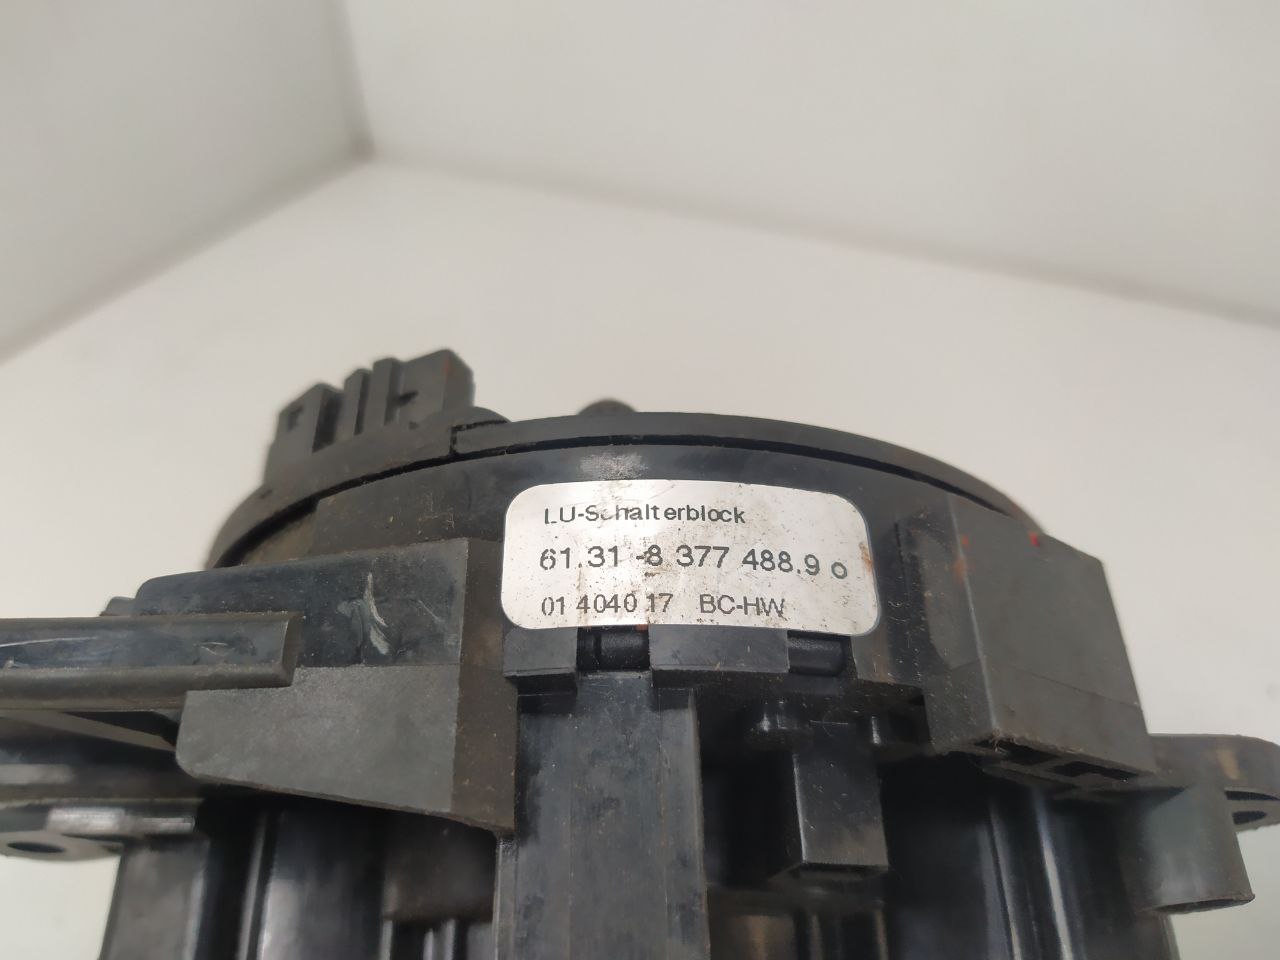 LU-Schalterblock
61.31-8 377 488.9 o
01 404017 BC-HW